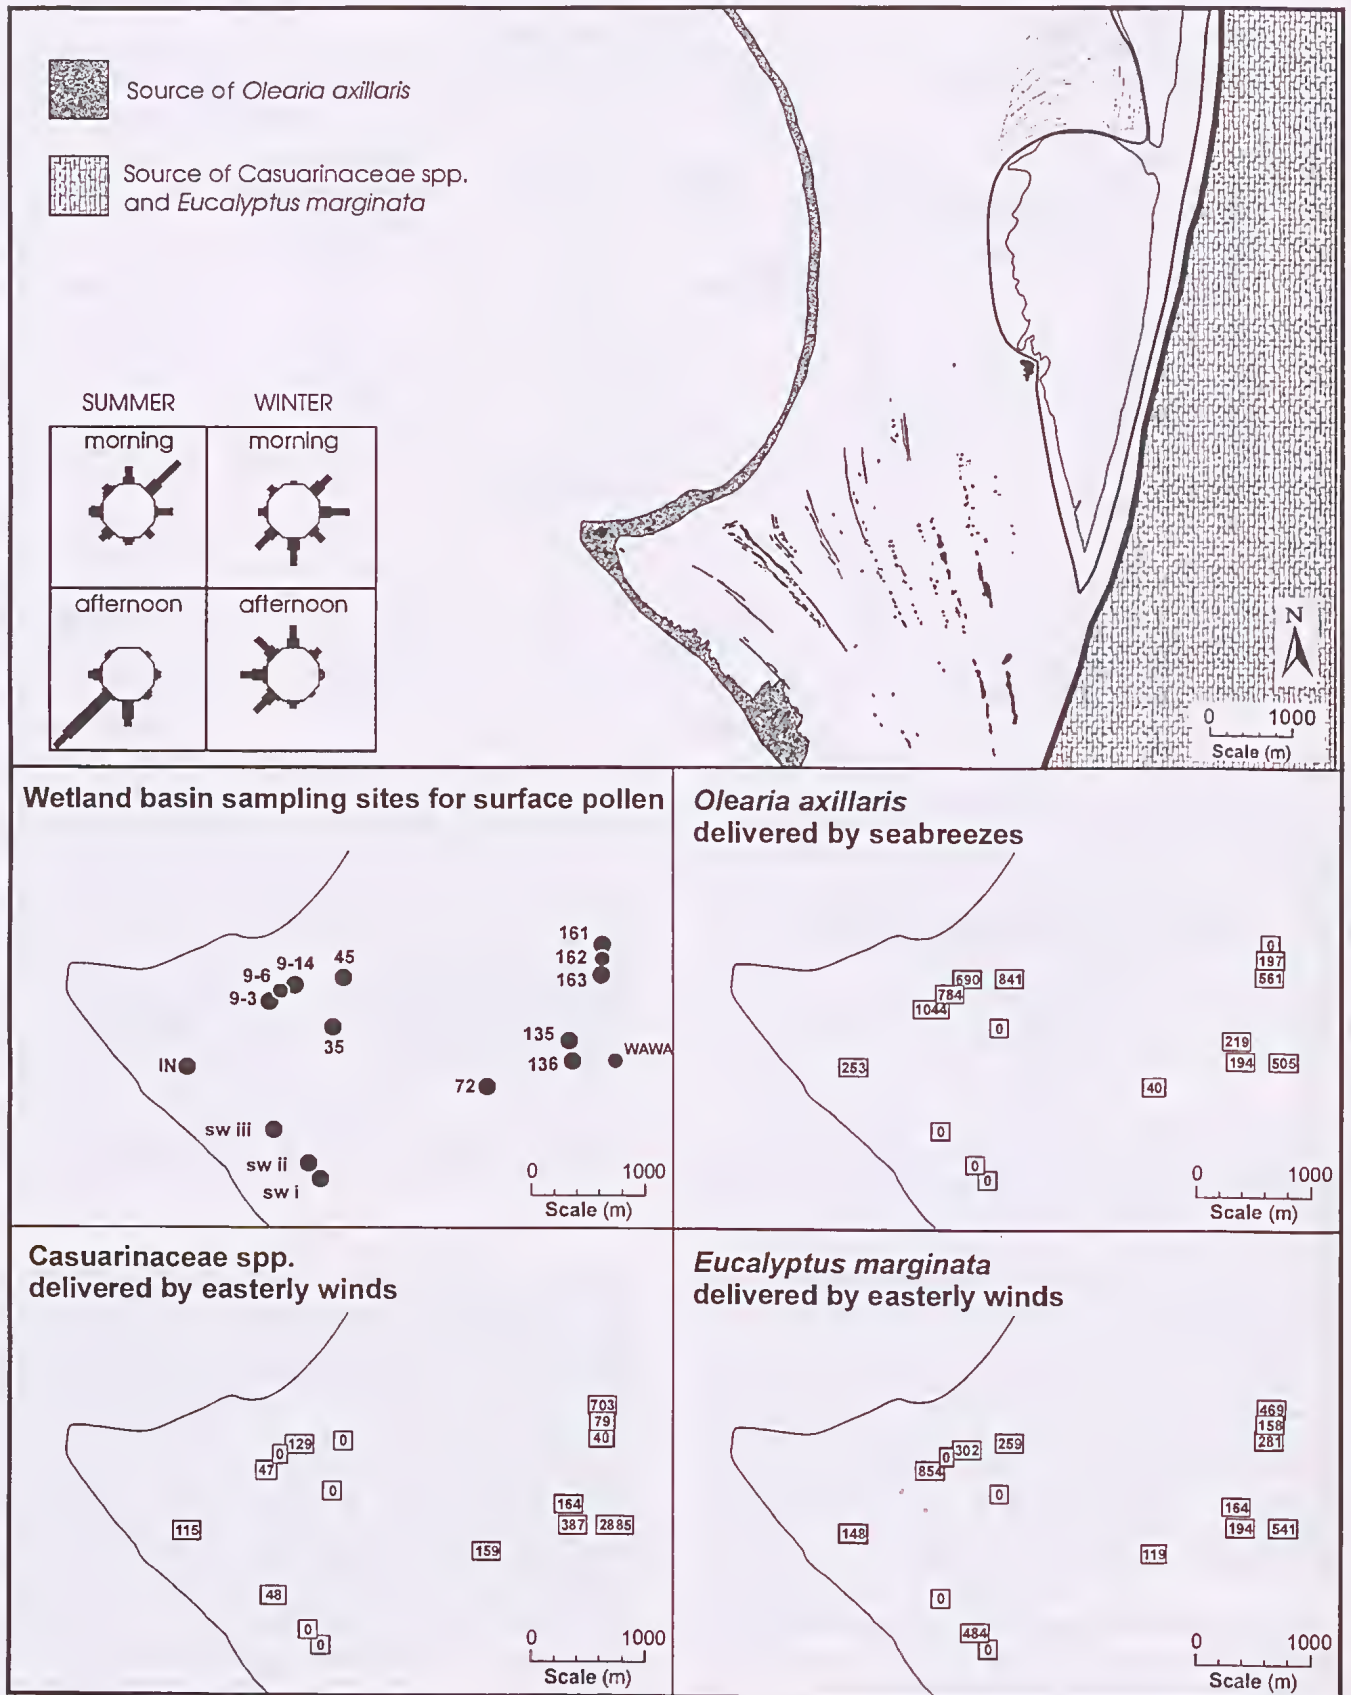 Source of Olearia axillaris
Source of Casuarinaceae spp.
and Eucalyptus marginata
SUMMER
WINTER
morning
morning
afternoon
afternoon
N
0 1000
Scale (m)
Wetland basin sampling sites for surface pollen
161
162
163
9-14
45
9-6
9-3
35
135
136
WAWA
IN
72
sw iii
sw ii
sw i
0 1000
Scale (m)
Olearia axillaris
delivered by seabreezes
0
197
561
690
841
784
1044
0
219
194
505
253
40
0
0
0
0 1000
Scale (m)
Casuarinaceae spp.
delivered by easterly winds
703
79
40
129
0
0
47
0
164
387
2885
115
159
48
0
0
0 1000
Scale (m)
Eucalyptus marginata
delivered by easterly winds
469
158
281
302
259
0
854
0
164
194
541
148
119
0
484
0
0 1000
Scale (m)